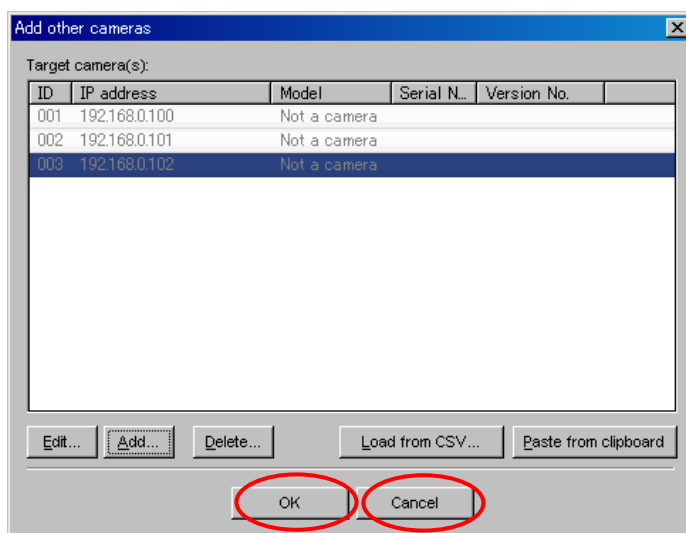 Add other cameras
Target camera(s):
ID IP address Model Serial N... Version No.
001 192.168.0.100 Not a camera
002 192.168.0.101 Not a camera
003 192.168.0.102 Not a camera
Edit... Add... Delete... Load from CSV... Paste from clipboard
OK Cancel